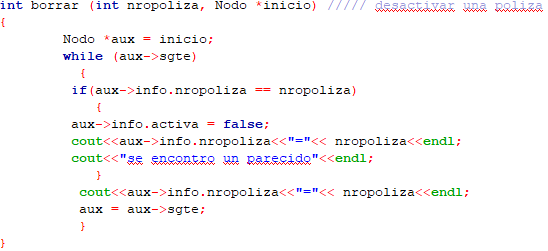 int borrar (int nropoliza, Nodo *inicio) ///// desactivar una poliza
{
Nodo *aux = inicio;
while (aux->sgte)
{
if(aux->info.nropoliza == nropoliza)
{
aux->info.activa = false;
cout<<aux->info.nropoliza<<"="<< nropoliza<<endl;
cout<<"se encontro un parecido"<<endl;
}
cout<<aux->info.nropoliza<<"="<< nropoliza<<endl;
aux = aux->sgte;
}
}